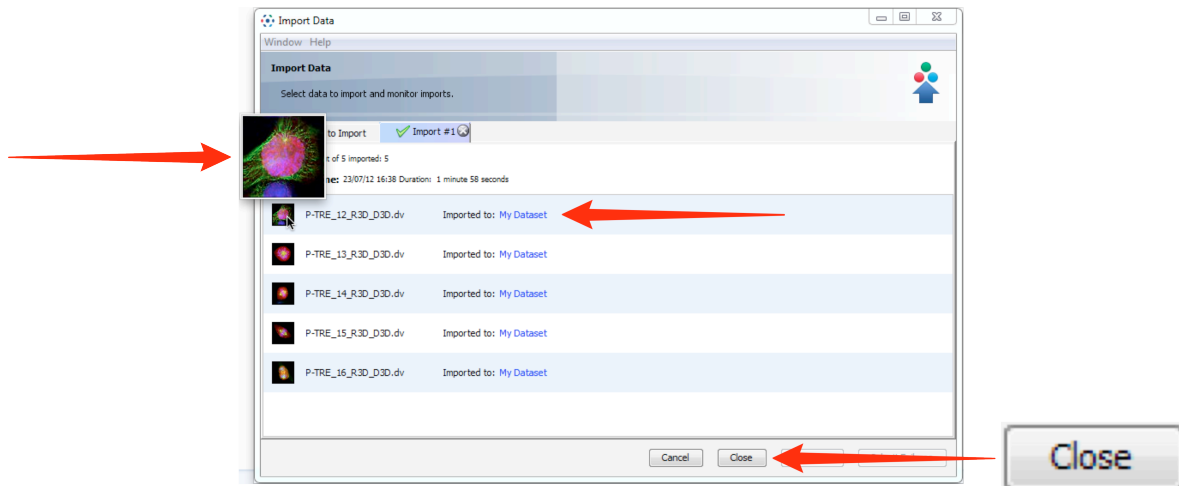 Import Data
Window Help
Import Data
Select data to import and monitor imports.
to Import
Import #1
t of 5 imported: 5
ne: 23/07/12 16:38 Duration: 1 minute 58 seconds
P-TRE_12_R3D_D3D.dv Imported to: My Dataset
P-TRE_13_R3D_D3D.dv Imported to: My Dataset
P-TRE_14_R3D_D3D.dv Imported to: My Dataset
P-TRE_15_R3D_D3D.dv Imported to: My Dataset
P-TRE_16_R3D_D3D.dv Imported to: My Dataset
Cancel Close
Close